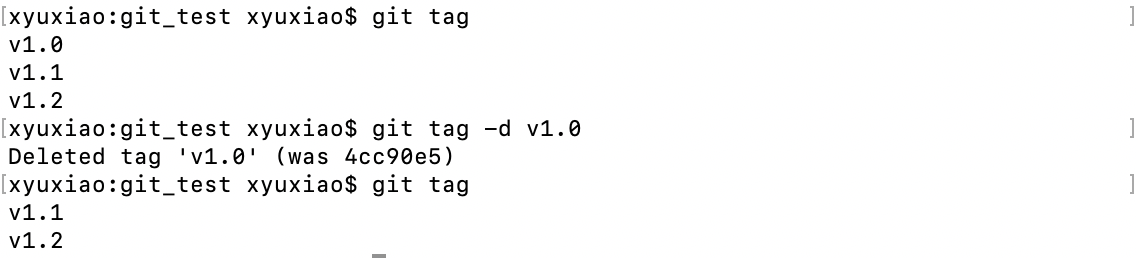 [xyuxiao:git_test xyuxiao$ git tag ]
v1.0
v1.1
v1.2
[xyuxiao:git_test xyuxiao$ git tag -d v1.0 ]
Deleted tag 'v1.0' (was 4cc90e5)
[xyuxiao:git_test xyuxiao$ git tag ]
v1.1
v1.2